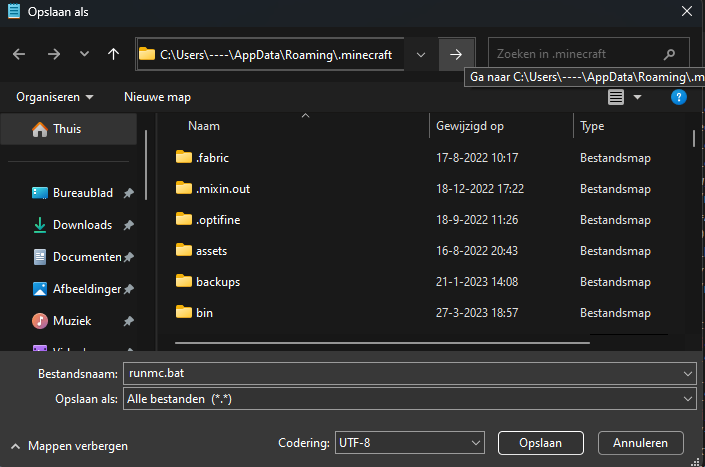 Opslaan als
C:\Users\----\AppData\Roaming\.minecraft
Zoeken in .minecraft
Ga naar C:\Users\----\AppData\Roaming\.m
Organiseren
Nieuwe map
?
Thuis
Bureaublad
Downloads
Documenten
Afbeeldingen
Muziek
Naam Gewijzigd op Type
.fabric 17-8-2022 10:17 Bestandsmap
.mixin.out 18-12-2022 17:22 Bestandsmap
.optifine 18-9-2022 11:26 Bestandsmap
assets 16-8-2022 20:43 Bestandsmap
backups 21-1-2023 14:08 Bestandsmap
bin 27-3-2023 18:57 Bestandsmap
Bestandsnaam: runmc.bat
Opslaan als: Alle bestanden (*.*)
Mappen verbergen
Codering: UTF-8
Opslaan
Annuleren